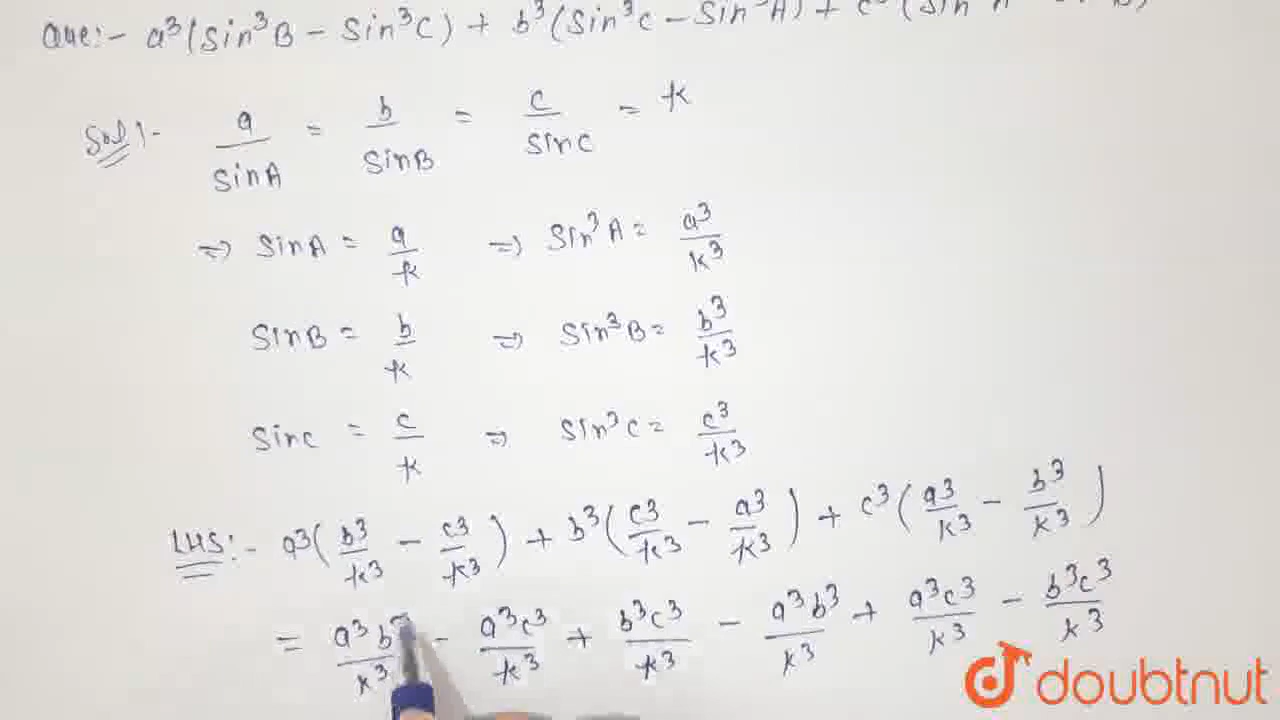 Que:- a³(Sin³B - Sin³C) + b³(Sin³C - Sin³A) + c³(Sin
Sol:- a/SinA = b/SinB = c/SinC = k
⇒ SinA = a/k ⇒ Sin³A = a³/k³
SinB = b/k ⇒ Sin³B = b³/k³
SinC = c/k ⇒ Sin³C = c³/k³
LHS:- a³(b³/k³ - c³/k³) + b³(c³/k³ - a³/k³) + c³(a³/k³ - b³/k³)
= a³b³/k³ - a³c³/k³ + b³c³/k³ - a³b³/k³ + a³c³/k³ - b³c³/k³
doubtnut